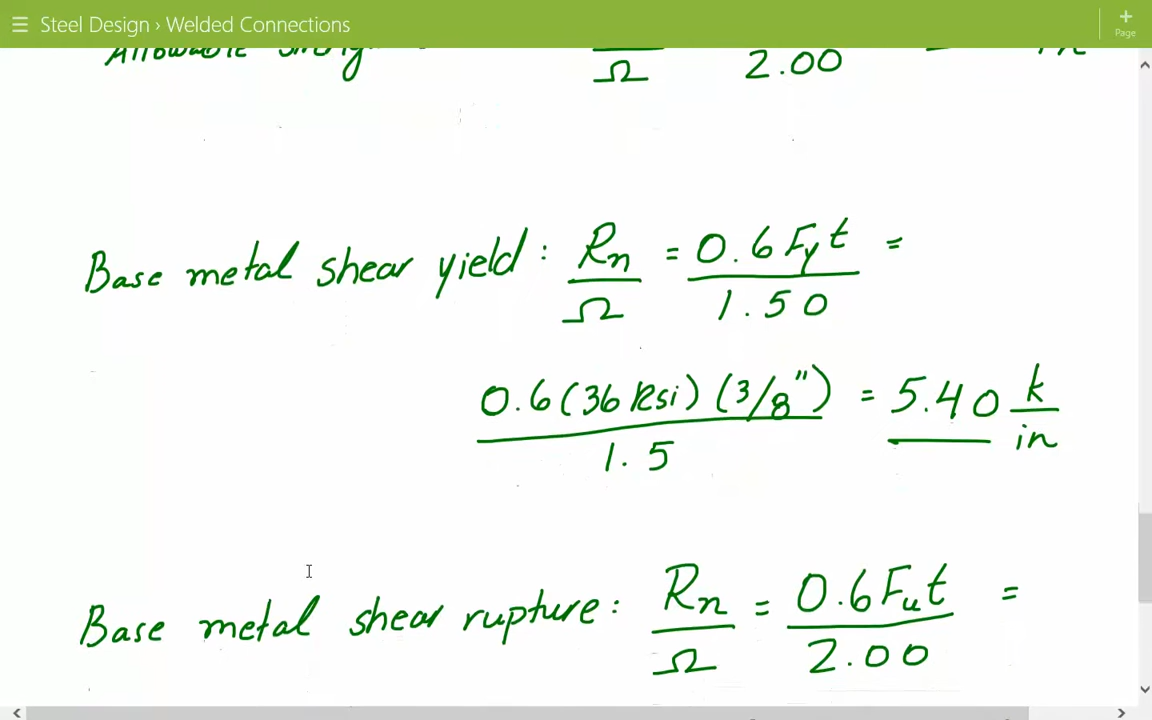 ☰ Steel Design › Welded Connections
+ Page
Ω 2.00
Base metal shear yield : Rn/Ω = 0.6 Fy t / 1.50 =
0.6 (36 ksi) (3/8") / 1.5 = 5.40 k/in
Base metal shear rupture : Rn/Ω = 0.6 Fu t / 2.00 =